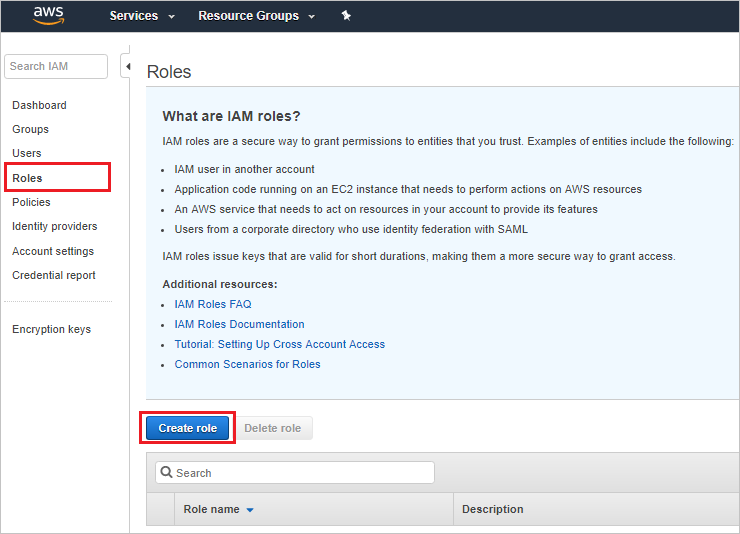 aws
Services
Resource Groups
Search IAM
Dashboard
Groups
Users
Roles
Policies
Identity providers
Account settings
Credential report
Encryption keys
Roles
What are IAM roles?
IAM roles are a secure way to grant permissions to entities that you trust. Examples of entities include the following:
IAM user in another account
Application code running on an EC2 instance that needs to perform actions on AWS resources
An AWS service that needs to act on resources in your account to provide its features
Users from a corporate directory who use identity federation with SAML
IAM roles issue keys that are valid for short durations, making them a more secure way to grant access.
Additional resources:
IAM Roles FAQ
IAM Roles Documentation
Tutorial: Setting Up Cross Account Access
Common Scenarios for Roles
Create role
Delete role
Search
Role name
Description